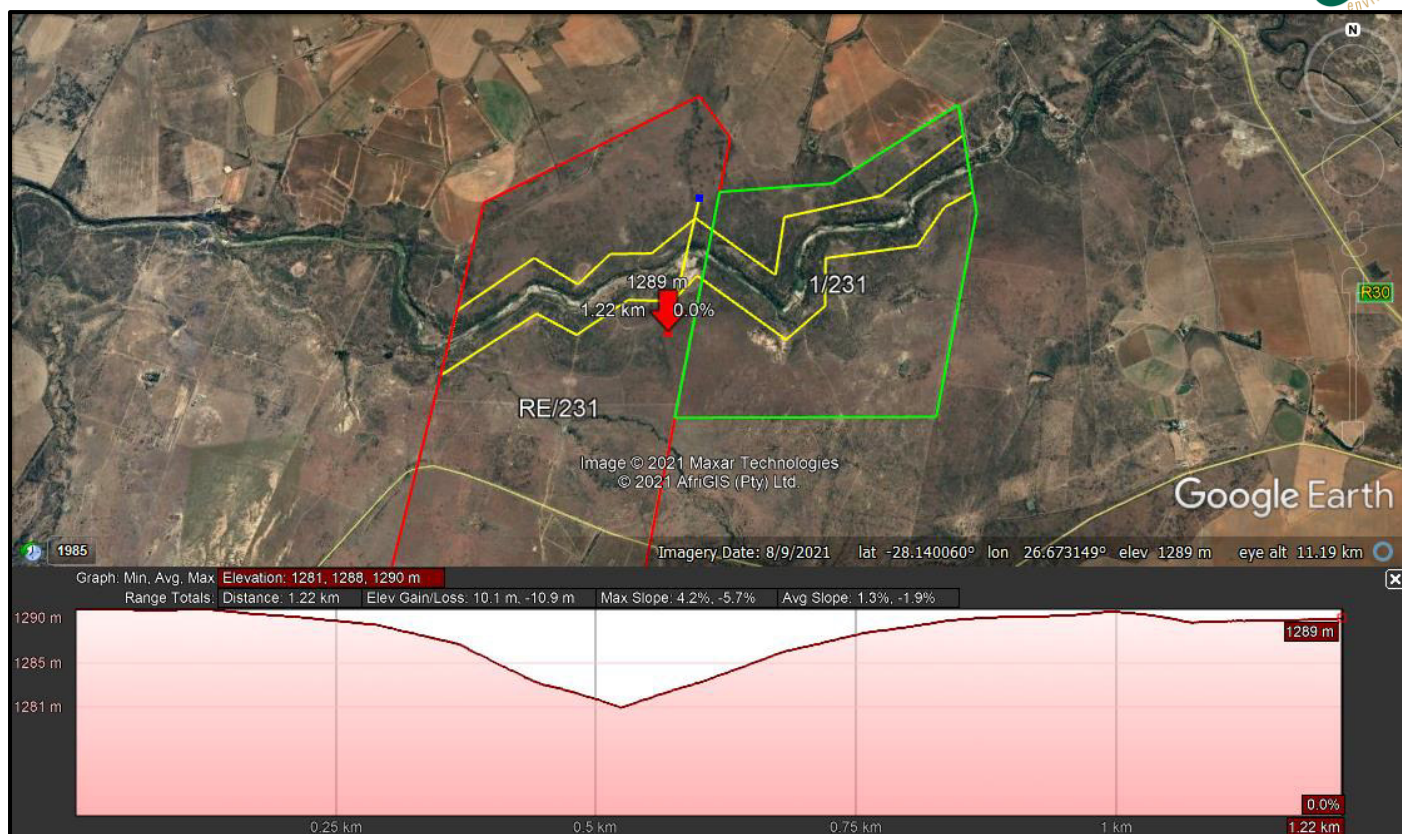 envi
N
1/231
1289 m
1.22 km 0.0%
R30
RE/231
Image © 2021 Maxar Technologies
© 2021 AfriGIS (Pty) Ltd.
Google Earth
1985
Imagery Date: 8/9/2021 lat -28.140060° lon 26.673149° elev 1289 m eye alt 11.19 km
Graph: Min, Avg, Max Elevation: 1281, 1288, 1290 m
Range Totals: Distance: 1.22 km Elev Gain/Loss: 10.1 m, -10.9 m Max Slope: 4.2%, -5.7% Avg Slope: 1.3%, -1.9%
1290 m
1289 m
1285 m
1281 m
0.0%
0.25 km 0.5 km 0.75 km 1 km 1.22 km